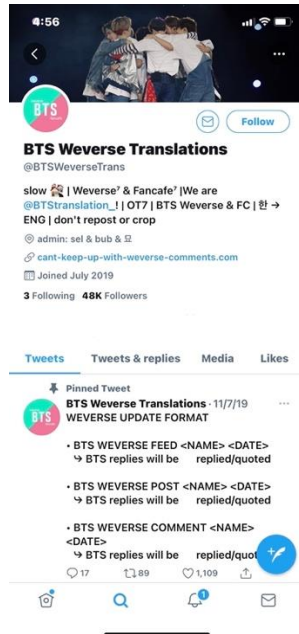 4:56
BTS
Follow
BTS Weverse Translations
@BTSWeverseTrans
slow | Weverse⁷ & Fancafe⁷ |We are
@BTStranslation_! | OT7 | BTS Weverse & FC | 한 →
ENG | don't repost or crop
admin: sel & bub & 묘
cant-keep-up-with-weverse-comments.com
Joined July 2019
3 Following 48K Followers
Tweets Tweets & replies Media Likes
Pinned Tweet
BTS Weverse Translations · 11/7/19
BTS
WEVERSE UPDATE FORMAT
• BTS WEVERSE FEED <NAME> <DATE>
↳ BTS replies will be replied/quoted
• BTS WEVERSE POST <NAME> <DATE>
↳ BTS replies will be replied/quoted
• BTS WEVERSE COMMENT <NAME>
<DATE>
↳ BTS replies will be replied/quot
17 89 1,109
1